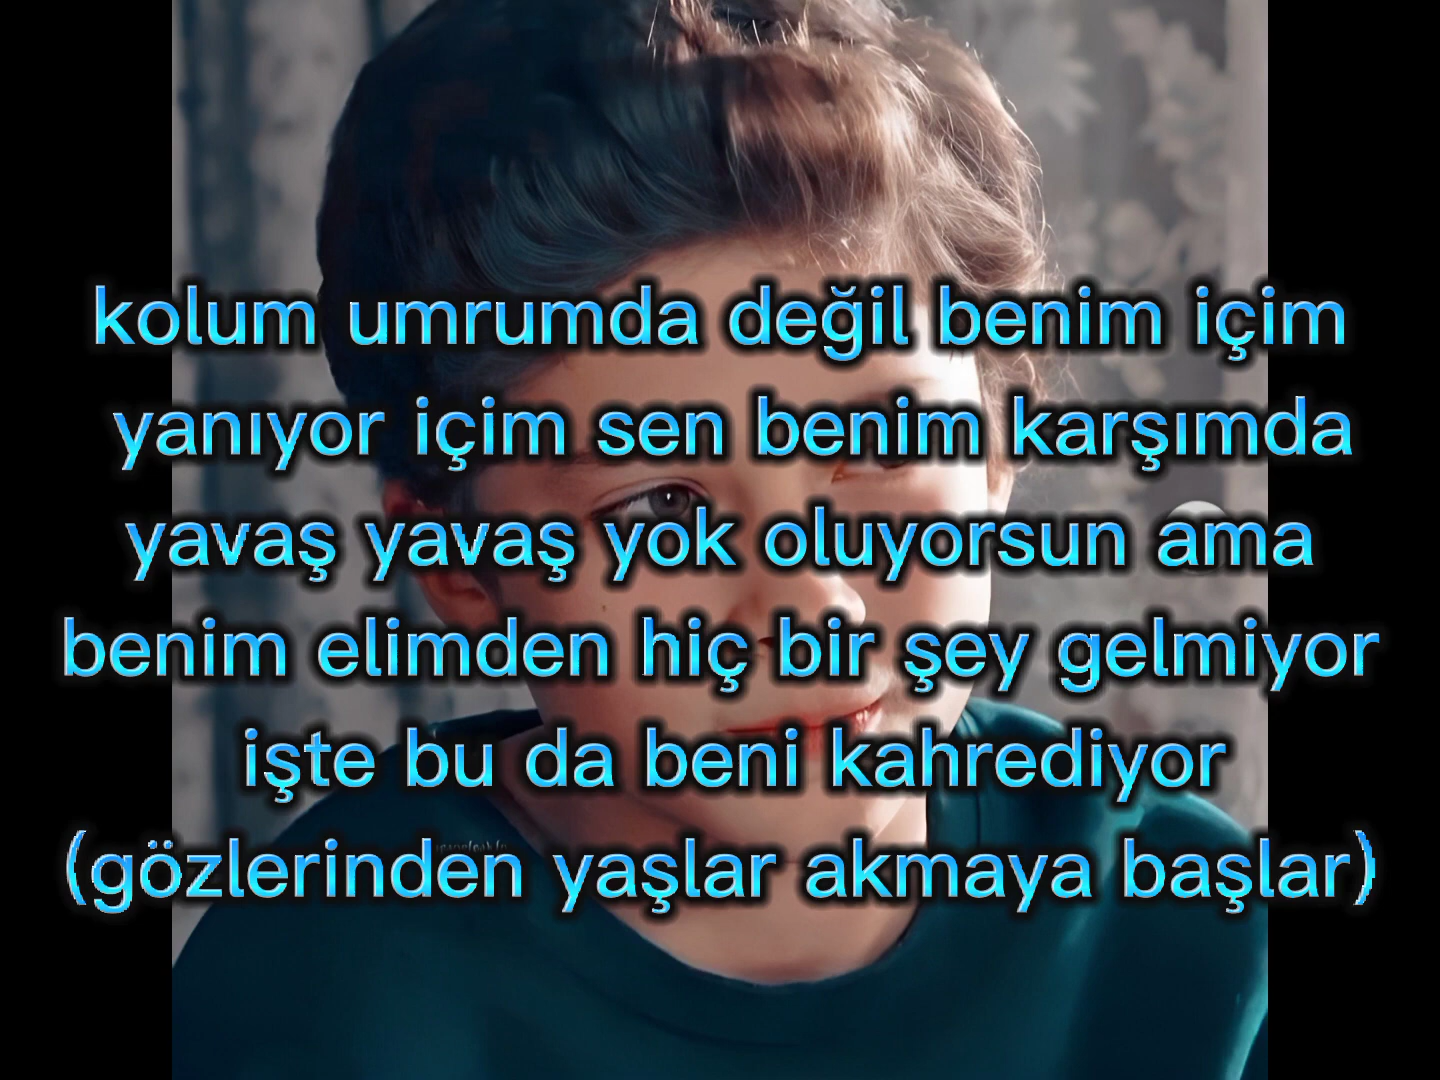 kolum umrumda değil benim içim
yanıyor içim sen benim karşımda
yavaş yavaş yok oluyorsun ama
benim elimden hiç bir şey gelmiyor
işte bu da beni kahrediyor
(gözlerinden yaşlar akmaya başlar)